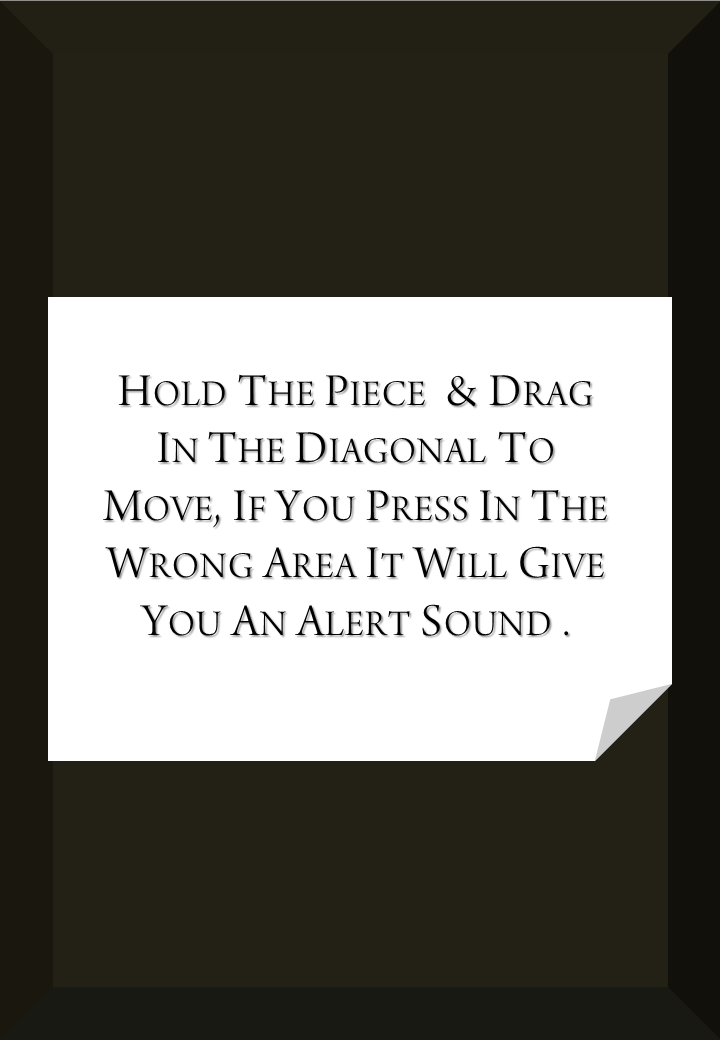 Hold The Piece & Drag
In The Diagonal To
Move, If You Press In The
Wrong Area It Will Give
You An Alert Sound .